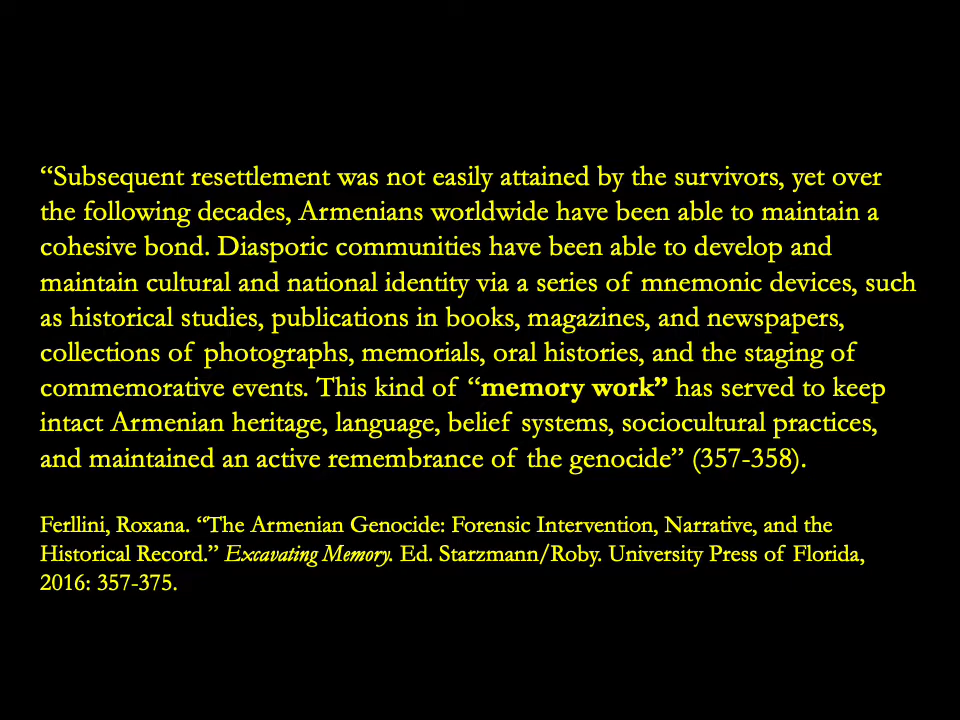 “Subsequent resettlement was not easily attained by the survivors, yet over
the following decades, Armenians worldwide have been able to maintain a
cohesive bond. Diasporic communities have been able to develop and
maintain cultural and national identity via a series of mnemonic devices, such
as historical studies, publications in books, magazines, and newspapers,
collections of photographs, memorials, oral histories, and the staging of
commemorative events. This kind of “memory work” has served to keep
intact Armenian heritage, language, belief systems, sociocultural practices,
and maintained an active remembrance of the genocide” (357-358).
Ferllini, Roxana. “The Armenian Genocide: Forensic Intervention, Narrative, and the
Historical Record.” Excavating Memory. Ed. Starzmann/Roby. University Press of Florida,
2016: 357-375.